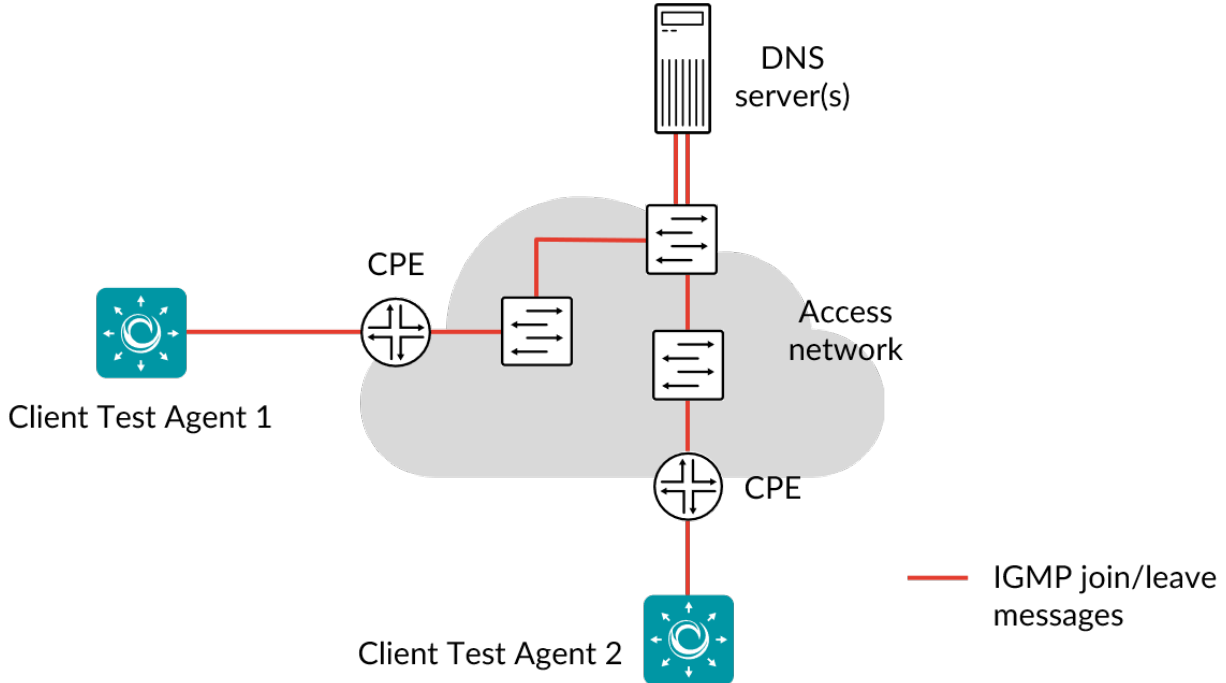 DNS
server(s)
CPE
Access
network
Client Test Agent 1
CPE
IGMP join/leave
messages
Client Test Agent 2